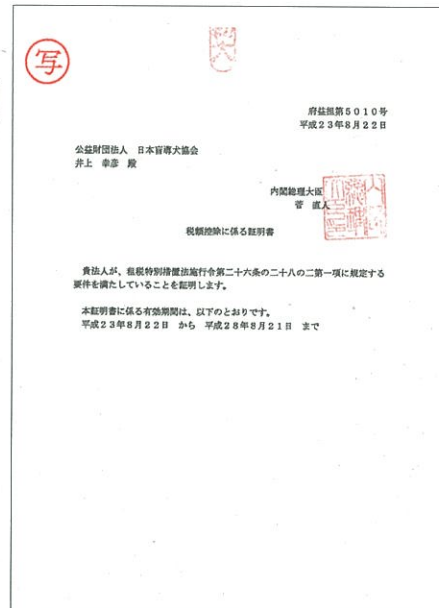 写
府益担第5010号
平成23年8月22日
公益財団法人 日本盲導犬協会
井上 幸彦 殿
内閣総理大臣
菅 直人
税額控除に係る証明書
貴法人が、租税特別措置法施行令第二十六条の二十八の二第一項に規定する
要件を満たしていることを証明します。
本証明書に係る有効期間は、以下のとおりです。
平成23年8月22日 から 平成28年8月21日 まで